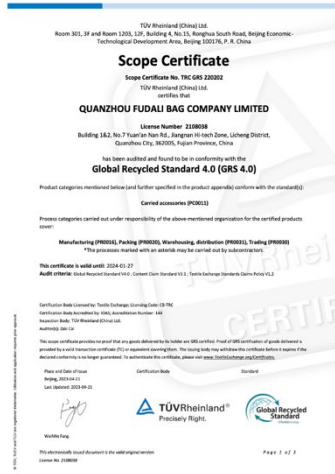 TÜV Rheinland (China) Ltd.
Room 301, 3F and Room 1203, 12F, Building 4, No.15, Ronghua South Road, Beijing Economic-
Technological Development Area, Beijing 100176, P. R. China
Scope Certificate
Scope Certificate No. TRC GRS 220202
TÜV Rheinland (China) Ltd.
certifies that
QUANZHOU FUDALI BAG COMPANY LIMITED
License Number 2108038
Building 1&2, No.7 Yuan'an Nan Rd., Jiangnan Hi-tech Zone, Licheng District,
Quanzhou City, 362005, Fujian Province, China
has been audited and found to be in conformity with the
Global Recycled Standard 4.0 (GRS 4.0)
Product categories mentioned below (and further specified in the product appendix) conform with the standard(s):
Carried accessories (PC0011)
Process categories carried out under responsibility of the above-mentioned organization for the certified products
cover:
Manufacturing (PR0016), Packing (PR0020), Warehousing, distribution (PR0031), Trading (PR0030)
*The processes marked with an asterisk may be carried out by subcontractors.
This certificate is valid until: 2024-01-27
Audit criteria: Global Recycled Standard V4.0 , Content Claim Standard V3.1 , Textile Exchange Standards Claims Policy V1.2
Certification Body Licensed by: Textile Exchange; Licensing Code: CB-TRC
Certification Body Accredited by: IOAS, Accreditation Number: 144
Inspection Body: TÜV Rheinland (China) Ltd.
Auditor(s): Zaki Cai
This scope certificate provides no proof that any goods delivered by its holder are GRS certified. Proof of GRS certification of goods delivered is
provided by a valid transaction certificate (TC) or equivalent covering them. The issuing body may withdraw this certificate before it expires if the
declared conformity is no longer guaranteed. To authenticate this certificate, please visit www.TextileExchange.org/Certificates.
Place and Date of Issue
Certification Body
Standard
Beijing, 2023-04-21
Last Updated: 2023-09-21
TÜVRheinland®
Precisely Right.
Global Recycled
Standard
WanMe Fang
This electronically issued document is the valid original version.
Page 1 of 3
License No. 2108038